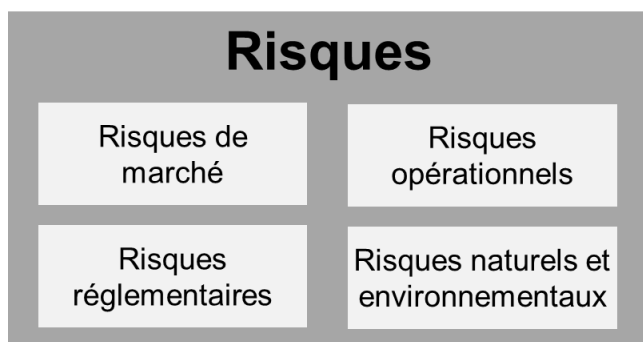 Risques
Risques de
marché
Risques
opérationnels
Risques
réglementaires
Risques naturels et
environnementaux